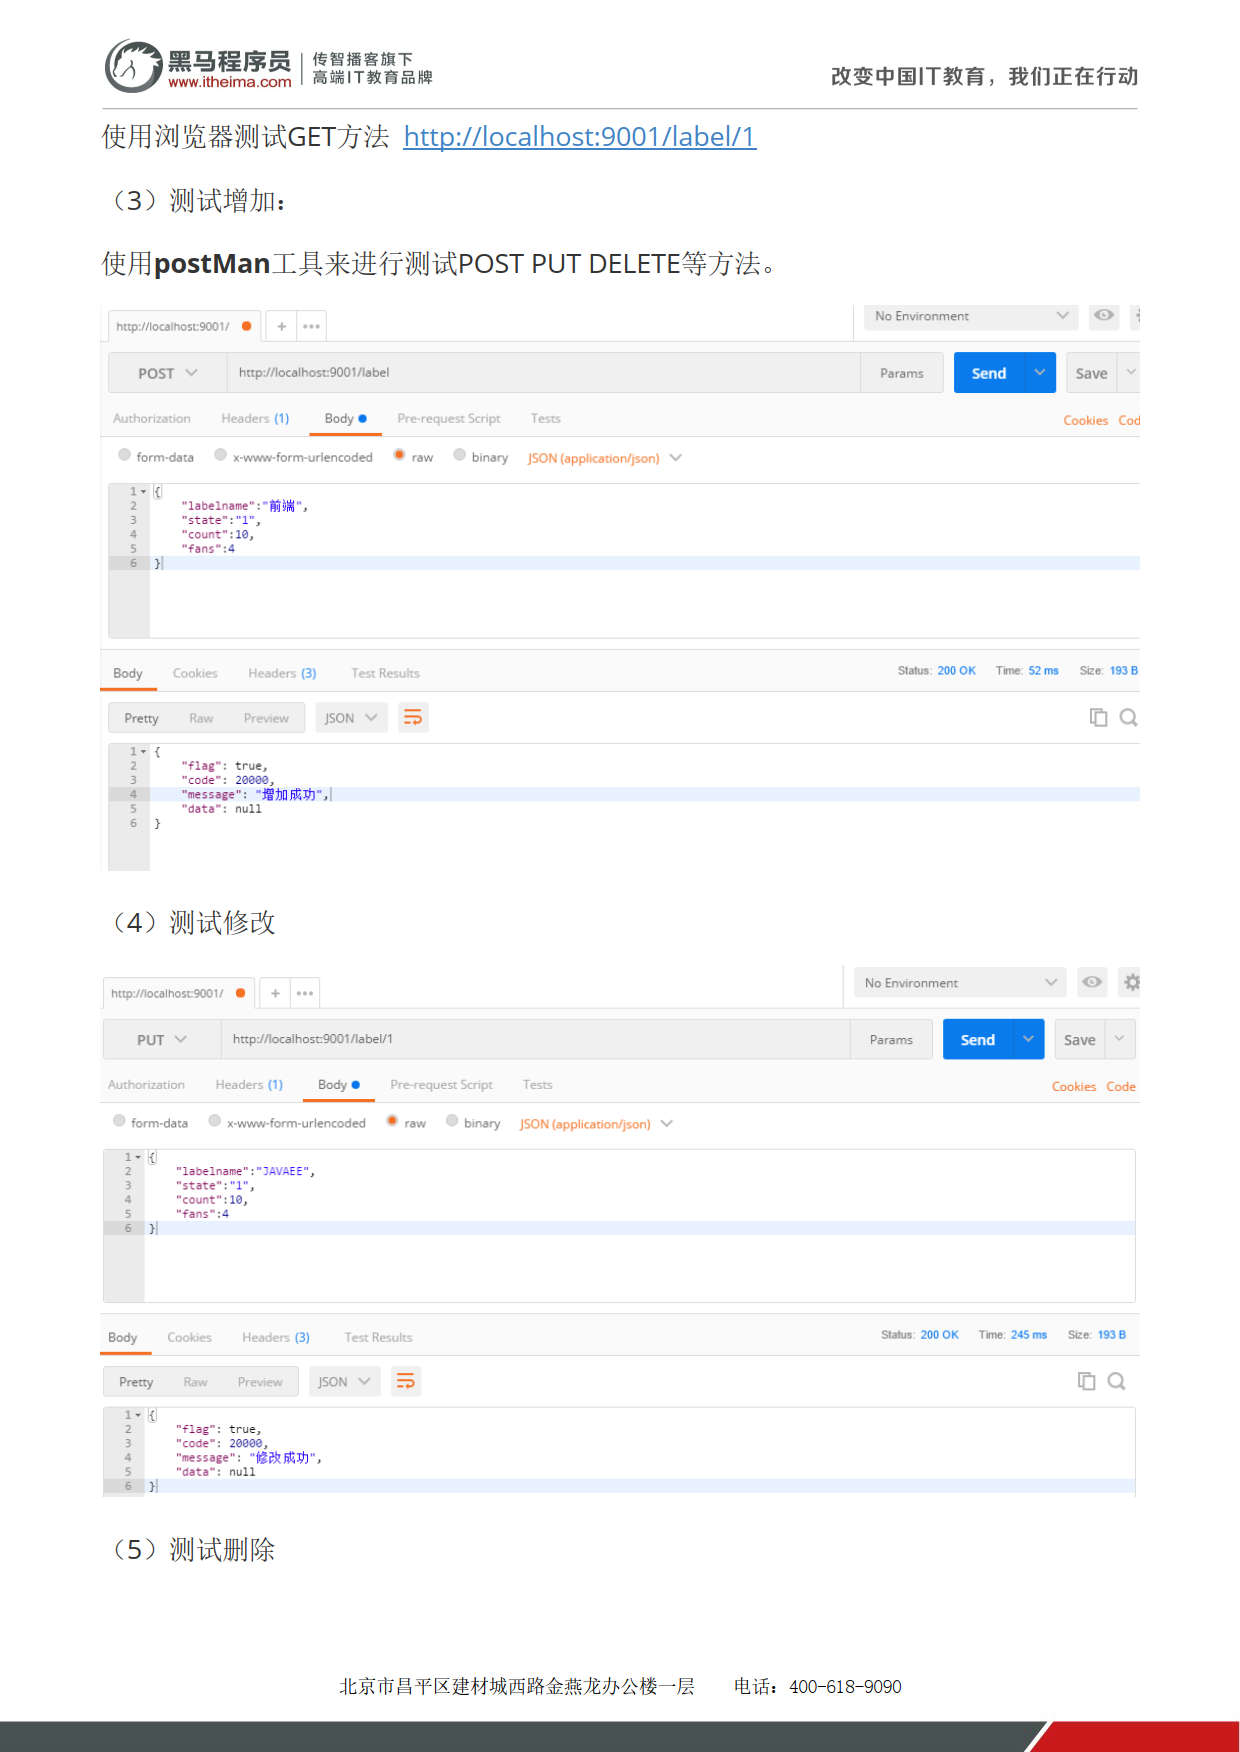 黑马程序员
www.itheima.com
传智播客旗下
高端IT教育品牌
改变中国IT教育，我们正在行动
使用浏览器测试GET方法 http://localhost:9001/label/1
（3）测试增加：
使用postMan工具来进行测试POST PUT DELETE等方法。
http://localhost:9001/ + ••• No Environment
POST http://localhost:9001/label Params Send Save
Authorization Headers (1) Body Pre-request Script Tests Cookies Cod
form-data x-www-form-urlencoded raw binary JSON (application/json)
1 {
2 "labelname":"前端",
3 "state":"1",
4 "count":10,
5 "fans":4
6 }
Body Cookies Headers (3) Test Results Status: 200 OK Time: 52 ms Size: 193 B
Pretty Raw Preview JSON
1 {
2 "flag": true,
3 "code": 20000,
4 "message": "增加成功",
5 "data": null
6 }
（4）测试修改
http://localhost:9001/ + ••• No Environment
PUT http://localhost:9001/label/1 Params Send Save
Authorization Headers (1) Body Pre-request Script Tests Cookies Code
form-data x-www-form-urlencoded raw binary JSON (application/json)
1 {
2 "labelname":"JAVAEE",
3 "state":"1",
4 "count":10,
5 "fans":4
6 }
Body Cookies Headers (3) Test Results Status: 200 OK Time: 245 ms Size: 193 B
Pretty Raw Preview JSON
1 {
2 "flag": true,
3 "code": 20000,
4 "message": "修改成功",
5 "data": null
6 }
（5）测试删除
北京市昌平区建材城西路金燕龙办公楼一层 电话：400-618-9090